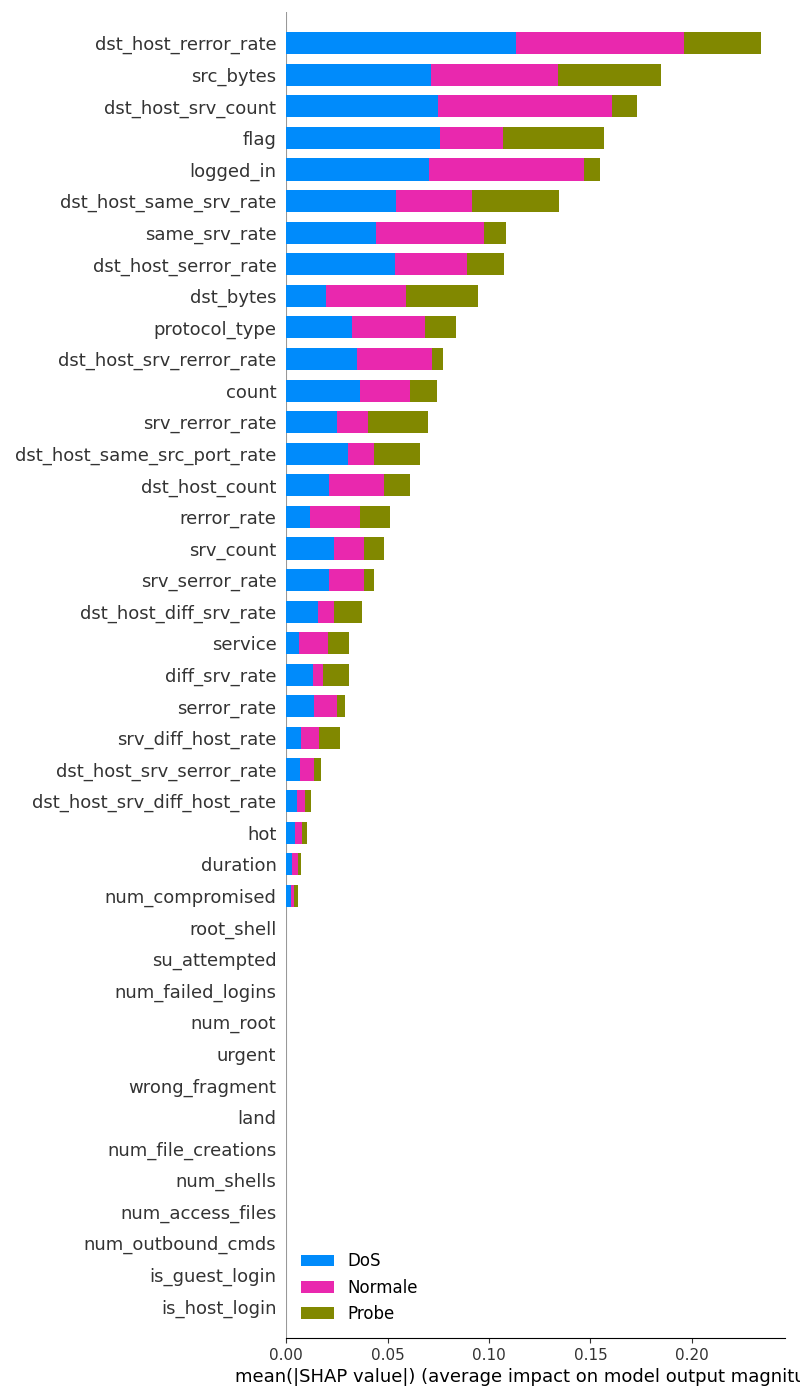 dst_host_rerror_rate
src_bytes
dst_host_srv_count
flag
logged_in
dst_host_same_srv_rate
same_srv_rate
dst_host_serror_rate
dst_bytes
protocol_type
dst_host_srv_rerror_rate
count
srv_rerror_rate
dst_host_same_src_port_rate
dst_host_count
rerror_rate
srv_count
srv_serror_rate
dst_host_diff_srv_rate
service
diff_srv_rate
serror_rate
srv_diff_host_rate
dst_host_srv_serror_rate
dst_host_srv_diff_host_rate
hot
duration
num_compromised
root_shell
su_attempted
num_failed_logins
num_root
urgent
wrong_fragment
land
num_file_creations
num_shells
num_access_files
num_outbound_cmds
is_guest_login
is_host_login
DoS
Normale
Probe
0.00 0.05 0.10 0.15 0.20
mean(|SHAP value|) (average impact on model output magnitu